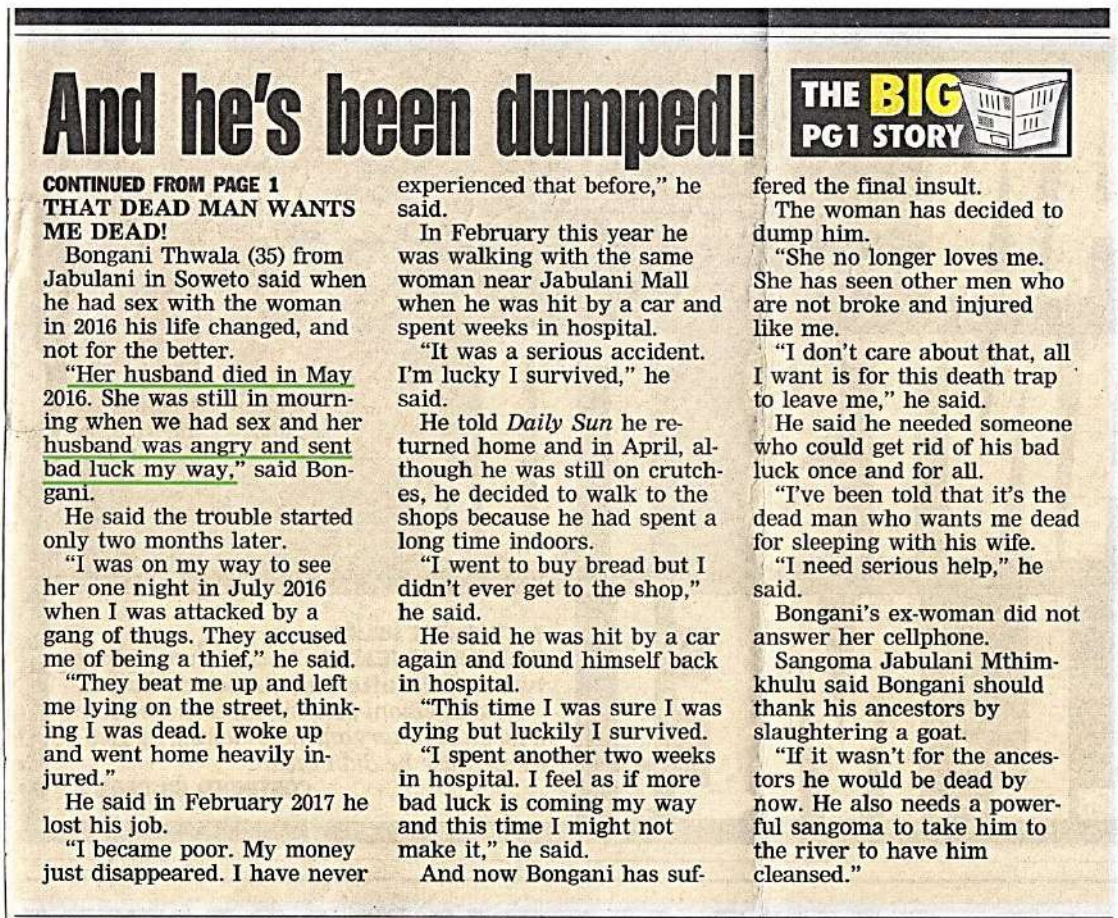 And he's been dumped!
THE BIG
PG1 STORY
CONTINUED FROM PAGE 1
THAT DEAD MAN WANTS
ME DEAD!
Bongani Thwala (35) from
Jabulani in Soweto said when
he had sex with the woman
in 2016 his life changed, and
not for the better.
"Her husband died in May
2016. She was still in mourn-
ing when we had sex and her
husband was angry and sent
bad luck my way," said Bon-
gani.
He said the trouble started
only two months later.
"I was on my way to see
her one night in July 2016
when I was attacked by a
gang of thugs. They accused
me of being a thief," he said.
"They beat me up and left
me lying on the street, think-
ing I was dead. I woke up
and went home heavily in-
jured."
He said in February 2017 he
lost his job.
"I became poor. My money
just disappeared. I have never
experienced that before," he
said.
In February this year he
was walking with the same
woman near Jabulani Mall
when he was hit by a car and
spent weeks in hospital.
"It was a serious accident.
I'm lucky I survived," he
said.
He told Daily Sun he re-
turned home and in April, al-
though he was still on crutch-
es, he decided to walk to the
shops because he had spent a
long time indoors.
"I went to buy bread but I
didn't ever get to the shop,"
he said.
He said he was hit by a car
again and found himself back
in hospital.
"This time I was sure I was
dying but luckily I survived.
"I spent another two weeks
in hospital. I feel as if more
bad luck is coming my way
and this time I might not
make it," he said.
And now Bongani has suf-
fered the final insult.
The woman has decided to
dump him.
"She no longer loves me.
She has seen other men who
are not broke and injured
like me.
"I don't care about that, all
I want is for this death trap
to leave me," he said.
He said he needed someone
who could get rid of his bad
luck once and for all.
"I've been told that it's the
dead man who wants me dead
for sleeping with his wife.
"I need serious help," he
said.
Bongani's ex-woman did not
answer her cellphone.
Sangoma Jabulani Mthim-
khulu said Bongani should
thank his ancestors by
slaughtering a goat.
"If it wasn't for the ances-
tors he would be dead by
now. He also needs a power-
ful sangoma to take him to
the river to have him
cleansed."